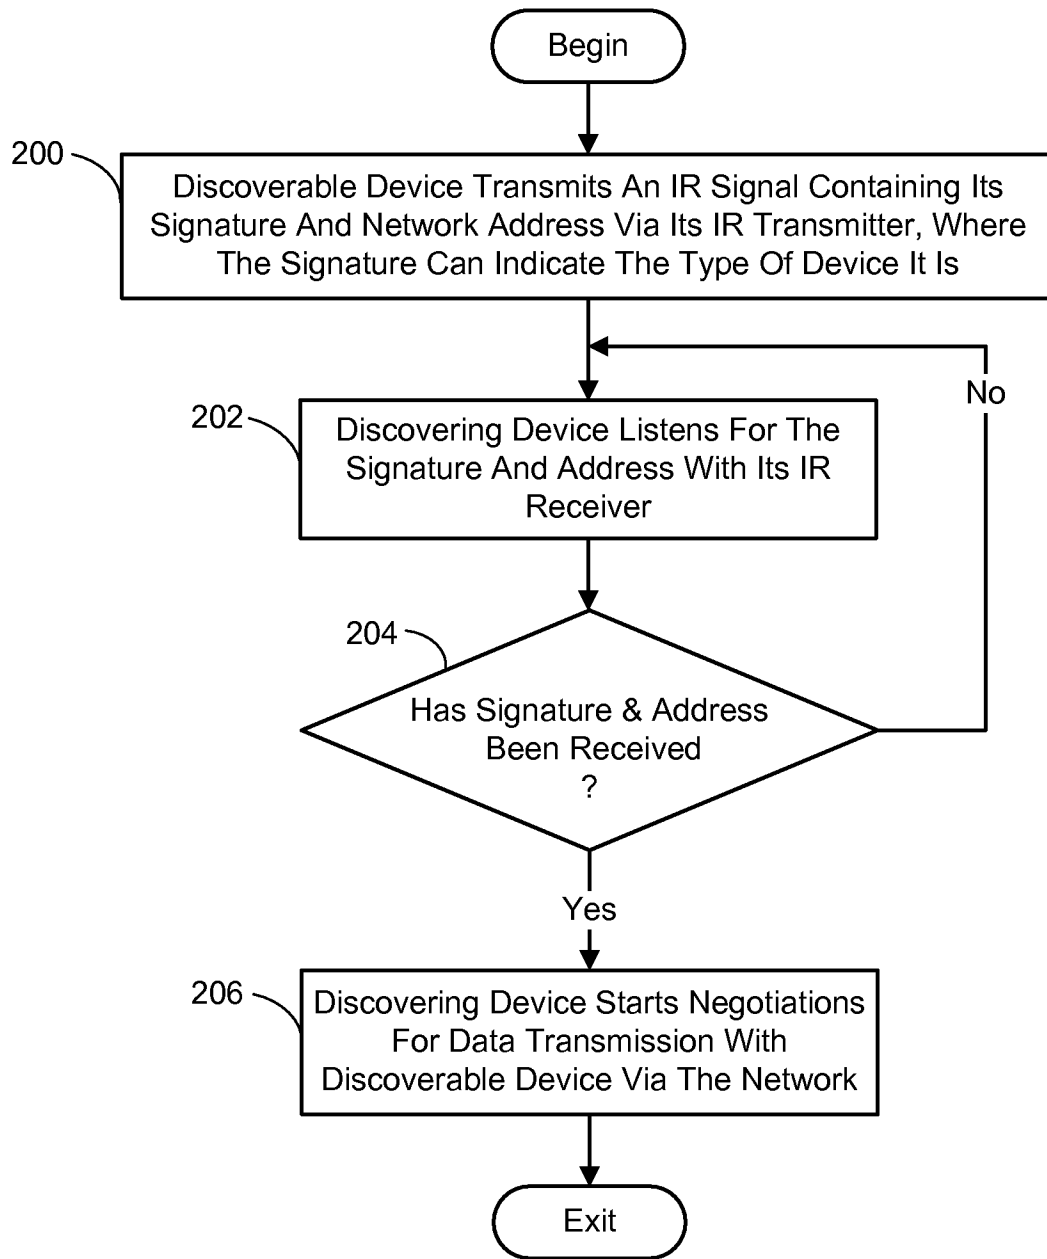 Begin
200
Discoverable Device Transmits An IR Signal Containing Its
Signature And Network Address Via Its IR Transmitter, Where
The Signature Can Indicate The Type Of Device It Is
No
202
Discovering Device Listens For The
Signature And Address With Its IR
Receiver
204
Has Signature & Address
Been Received
?
Yes
206
Discovering Device Starts Negotiations
For Data Transmission With
Discoverable Device Via The Network
Exit